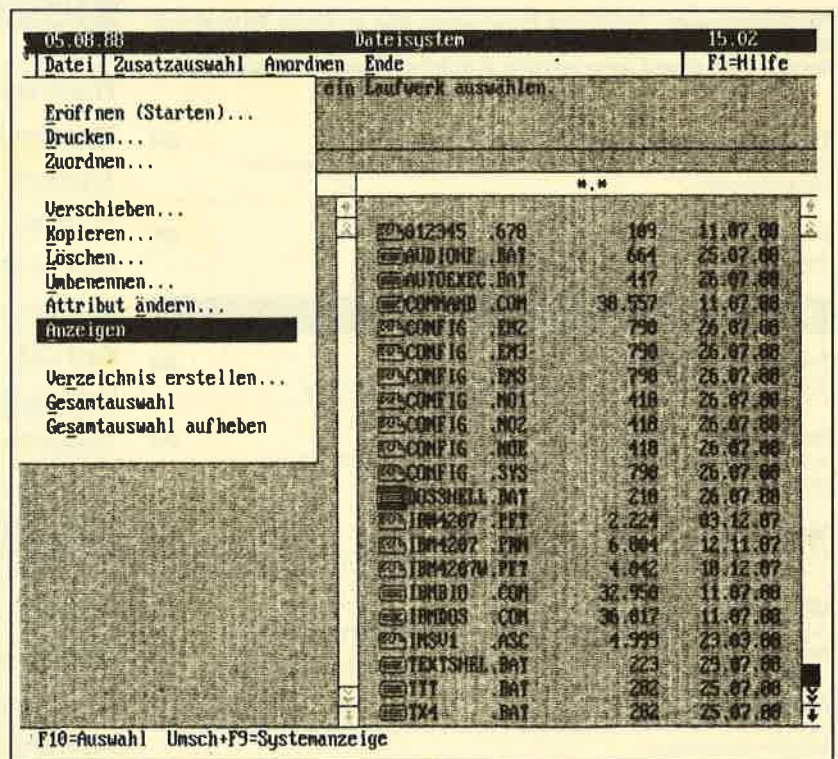 05.08.88 Dateisystem 15.02
Datei Zusatzauswahl Anordnen Ende F1=Hilfe
ein Laufwerk auswählen.
Eröffnen (Starten)...
Drucken...
Zuordnen...
*.*
Verschieben...
Kopieren...
Löschen...
Umbenennen...
Attribut ändern...
Anzeigen
Verzeichnis erstellen...
Gesamtauswahl
Gesamtauswahl aufheben
012345 .678 109 11.07.88
.BAT 664 25.07.88
AUTOEXEC.BAT 447 26.07.88
COMMAND .COM 38.557 11.07.88
CONFIG .EM2 790 26.07.88
CONFIG .EM3 790 26.07.88
CONFIG .EMS 790 26.07.88
CONFIG .NO1 418 26.07.88
CONFIG .NO2 418 26.07.88
CONFIG .NOE 418 26.07.88
CONFIG .SYS 790 26.07.88
DOSSHELL.BAT 210 26.07.88
IBM4207 .PFT 2.224 03.12.87
IBM4207 .PRN 6.004 12.11.87
IBM4207W.PFT 4.042 18.12.87
IBMBIO .COM 32.950 11.07.88
IBMDOS .COM 36.017 11.07.88
INSV1 .ASC 4.999 23.03.88
TEXTSHEL.BAT 223 29.07.88
TTT .BAT 202 25.07.88
TX4 .BAT 202 25.07.88
F10=Auswahl Umsch+F9=Systemanzeige